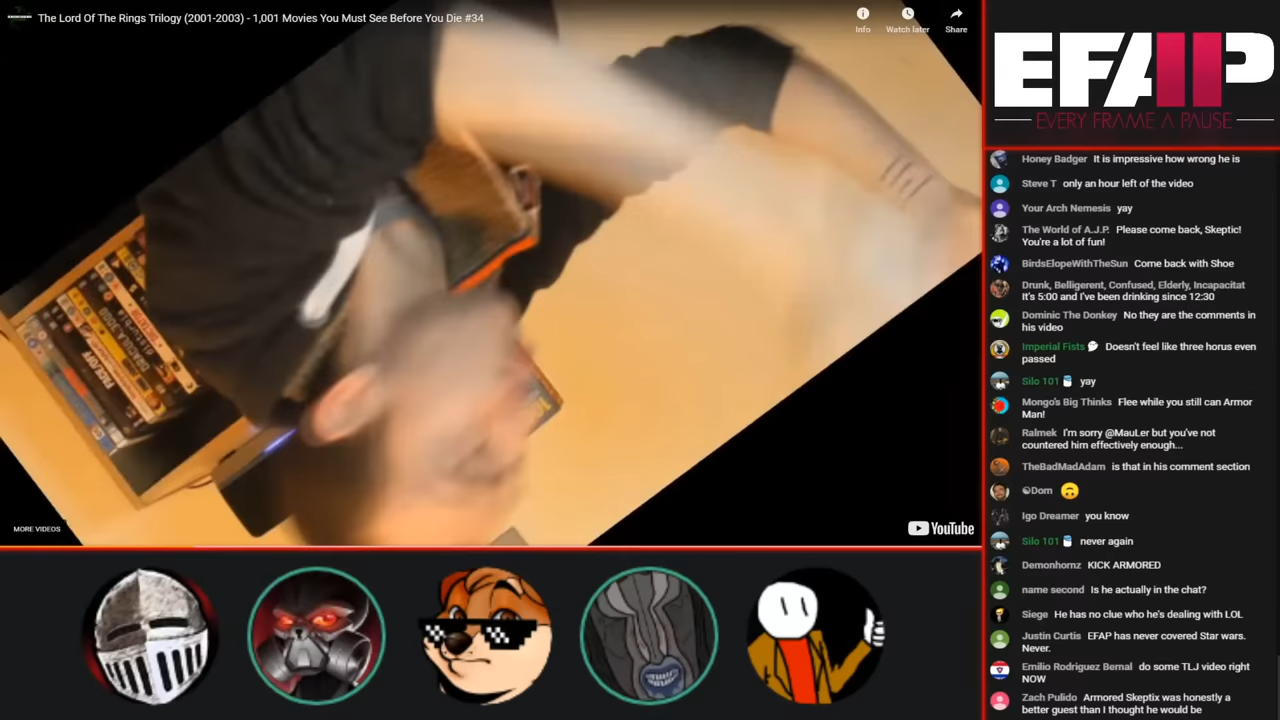 The Lord Of The Rings Trilogy (2001-2003) - 1,001 Movies You Must See Before You Die #34
Info
Watch later
Share
FACE/OFF
MORE VIDEOS
YouTube
EFAP
EVERY FRAME A PAUSE
Honey Badger It is impressive how wrong he is
Steve T only an hour left of the video
Your Arch Nemesis yay
The World of A.J.P. Please come back, Skeptic!
You're a lot of fun!
BirdsElopeWithTheSun Come back with Shoe
Drunk, Belligerent, Confused, Elderly, Incapacitat
It's 5:00 and I've been drinking since 12:30
Dominic The Donkey No they are the comments in
his video
Imperial Fists Doesn't feel like three horus even
passed
Silo 101 yay
Mongo's Big Thinks Flee while you still can Armor
Man!
Ralmek I'm sorry @MauLer but you've not
countered him effectively enough...
TheBadMadAdam is that in his comment section
☯Dom 🙃
Igo Dreamer you know
Silo 101 never again
Demonhornz KICK ARMORED
name second Is he actually in the chat?
Siege He has no clue who he's dealing with LOL
Justin Curtis EFAP has never covered Star wars.
Never.
Emilio Rodriguez Bernal do some TLJ video right
NOW
Zach Pulido Armored Skeptix was honestly a
better guest than I thought he would be